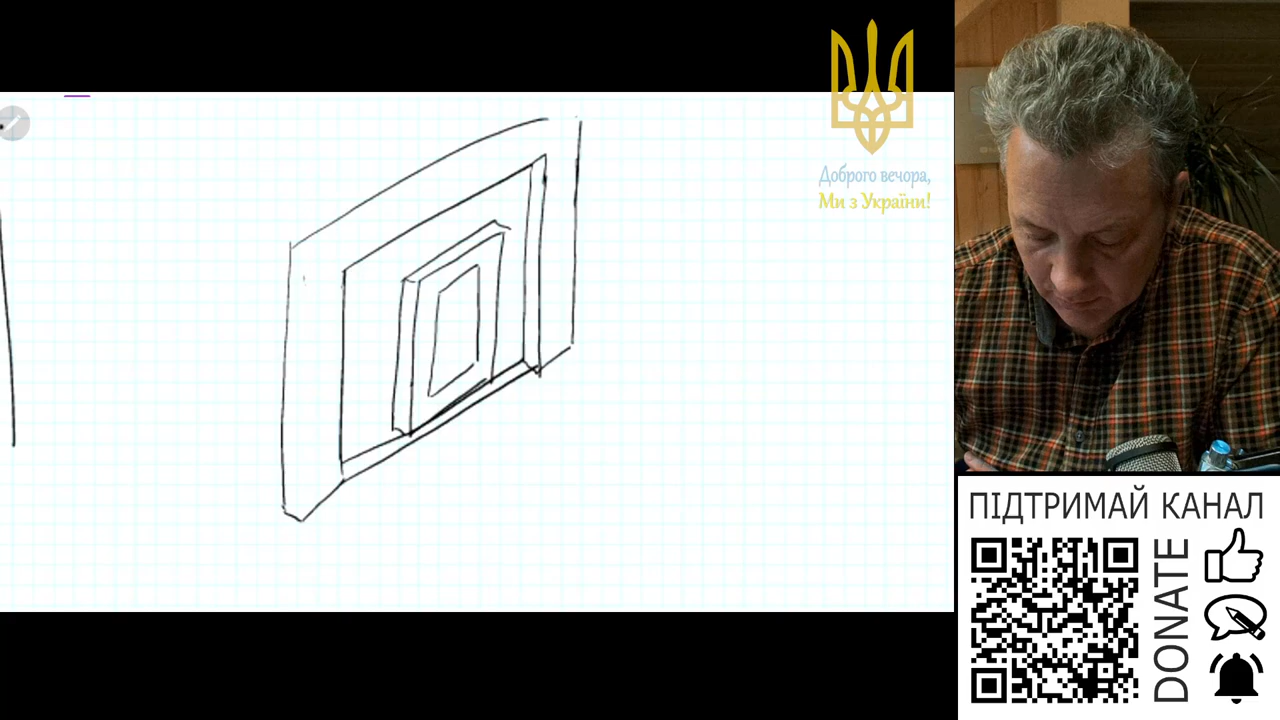 Доброго вечора,
Ми з України!
ПІДТРИМАЙ КАНАЛ
DONATE